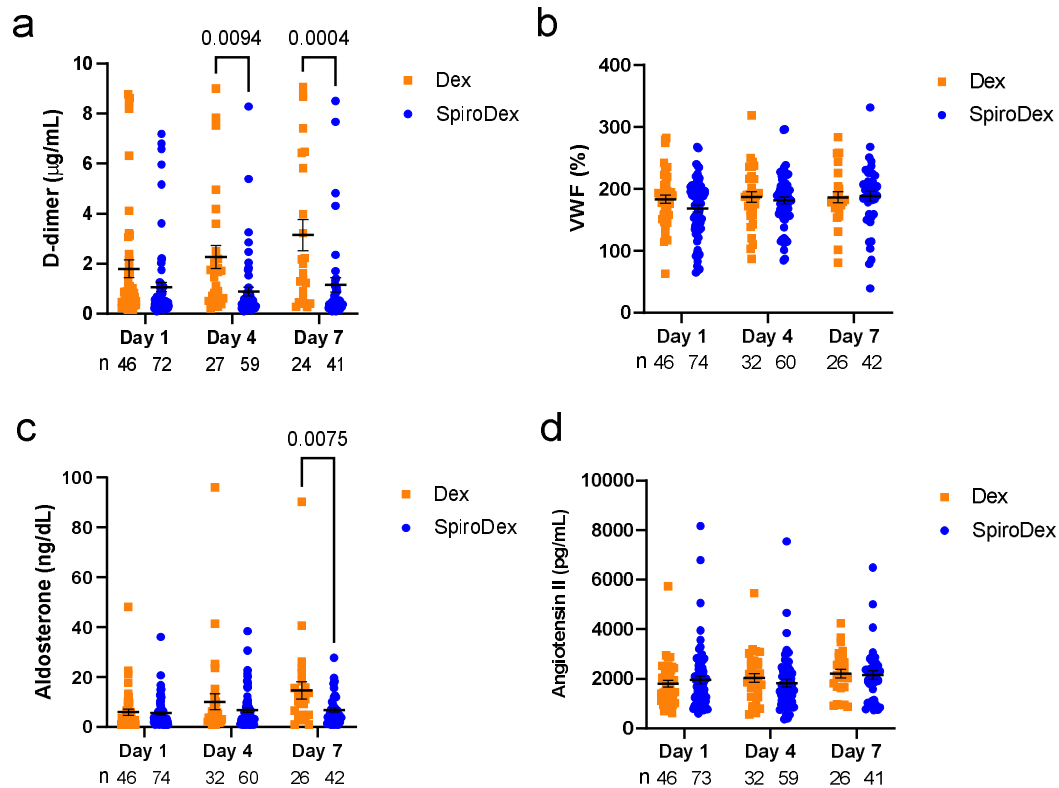 a
0.0094 0.0004
10
8
6
4
2
0
D-dimer (µg/mL)
Dex
SpiroDex
Day 1 Day 4 Day 7
n 46 72 27 59 24 41
b
400
300
200
100
0
VWF (%)
Dex
SpiroDex
Day 1 Day 4 Day 7
n 46 74 32 60 26 42
c
0.0075
100
80
60
40
20
0
Aldosterone (ng/dL)
Dex
SpiroDex
Day 1 Day 4 Day 7
n 46 74 32 60 26 42
d
10000
8000
6000
4000
2000
0
Angiotensin II (pg/mL)
Dex
SpiroDex
Day 1 Day 4 Day 7
n 46 73 32 59 26 41